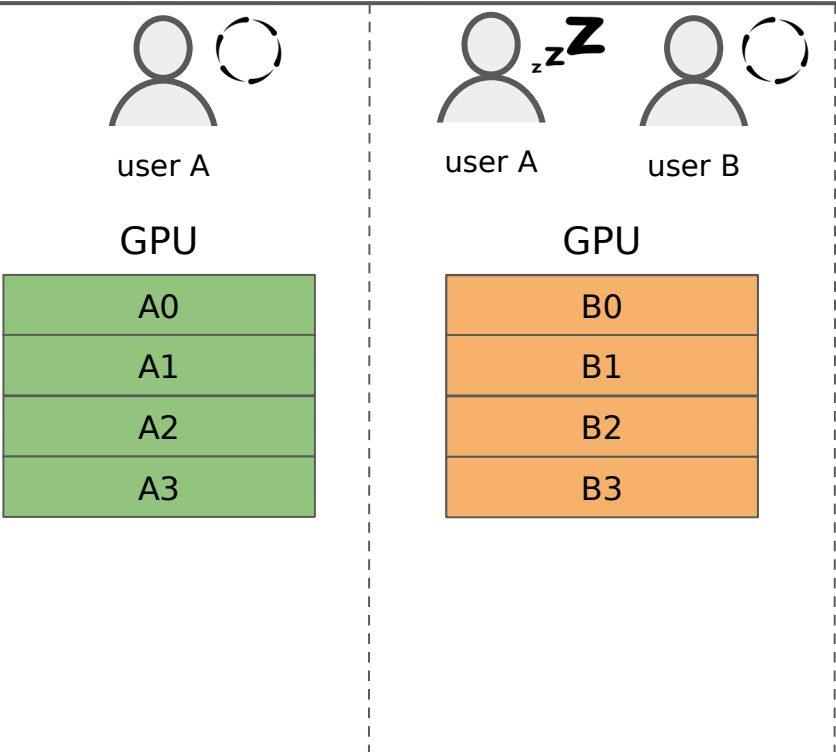 user A
GPU
A0
A1
A2
A3
z z Z
user A
user B
GPU
B0
B1
B2
B3